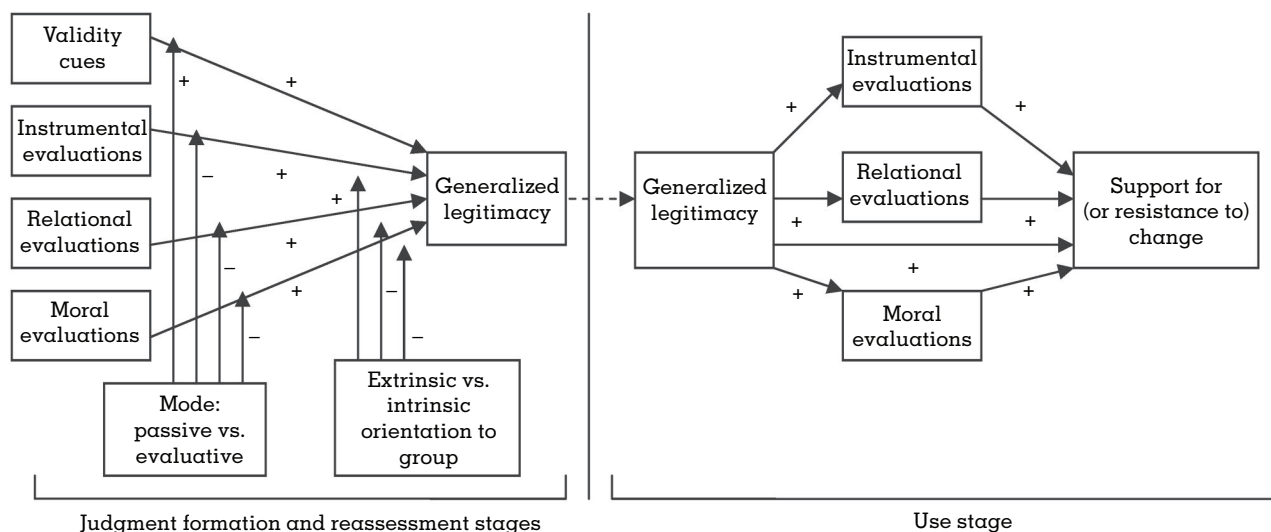 Validity
cues
Instrumental
evaluations
Relational
evaluations
Moral
evaluations
+
–
–
–
+
+
+
+
+
–
–
Mode:
passive vs.
evaluative
Extrinsic vs.
intrinsic
orientation to
group
Generalized
legitimacy
Judgment formation and reassessment stages
Generalized
legitimacy
+
+
+
+
Instrumental
evaluations
Relational
evaluations
Moral
evaluations
+
+
+
Support for
(or resistance to)
change
Use stage